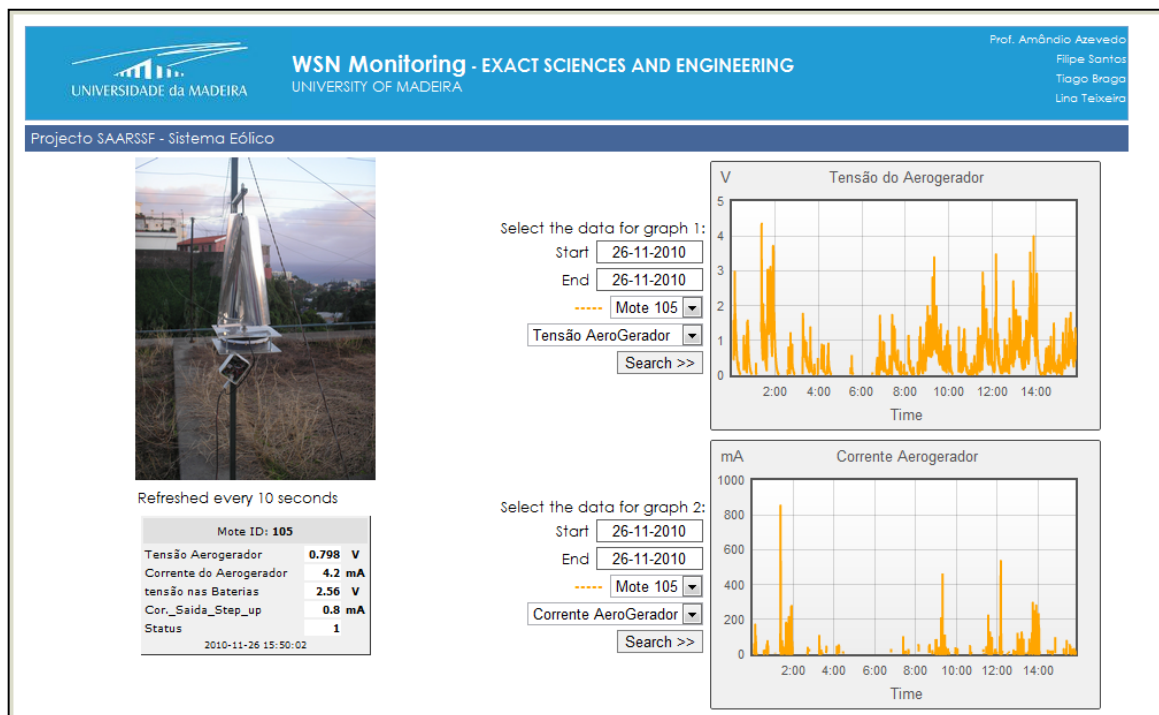 UNIVERSIDADE da MADEIRA
WSN Monitoring - EXACT SCIENCES AND ENGINEERING
UNIVERSITY OF MADEIRA
Prof. Amândio Azevedo
Filipe Santos
Tiago Braga
Lina Teixeira
Projecto SAARSSF - Sistema Eólico
Refreshed every 10 seconds
Mote ID: 105
Tensão Aerogerador 0.798 V
Corrente do Aerogerador 4.2 mA
tensão nas Baterias 2.56 V
Cor._Saida_Step_up 0.8 mA
Status 1
2010-11-26 15:50:02
Select the data for graph 1:
Start 26-11-2010
End 26-11-2010
----- Mote 105
Tensão AeroGerador
Search >>
V Tensão do Aerogerador
5
4
3
2
1
0
2:00 4:00 6:00 8:00 10:00 12:00 14:00
Time
Select the data for graph 2:
Start 26-11-2010
End 26-11-2010
----- Mote 105
Corrente AeroGerador
Search >>
mA Corrente Aerogerador
1000
800
600
400
200
0
2:00 4:00 6:00 8:00 10:00 12:00 14:00
Time